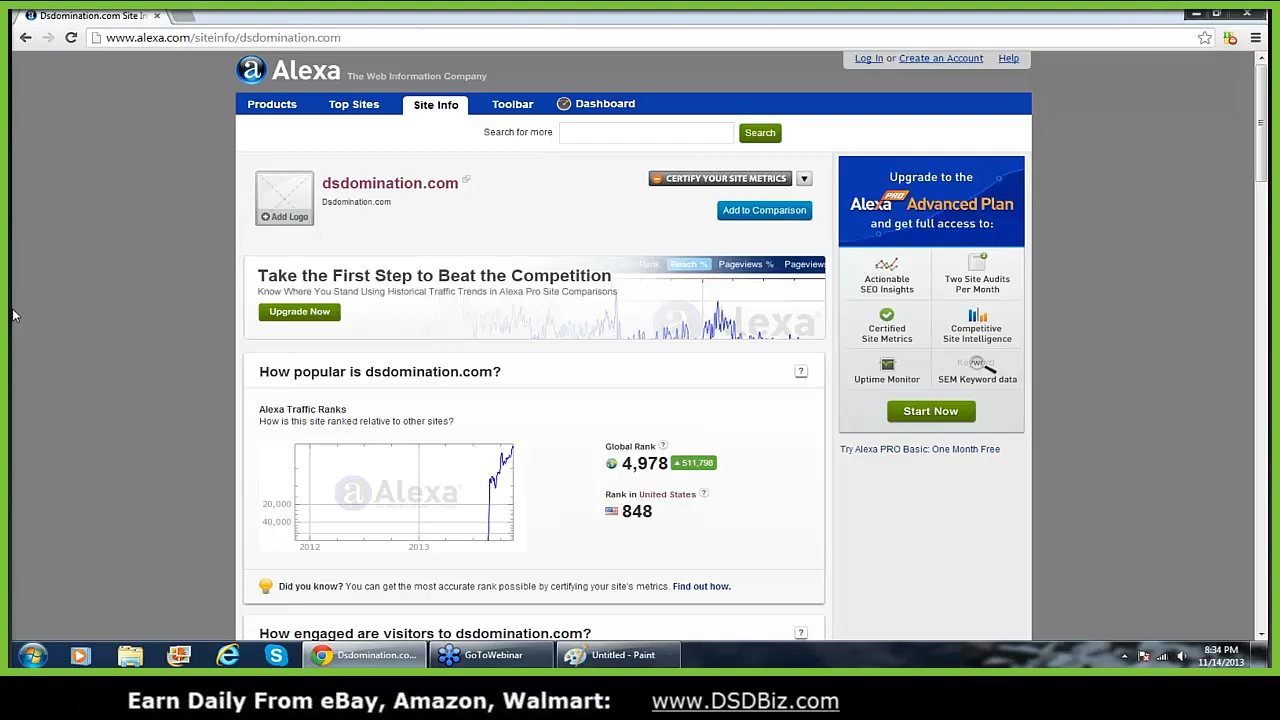 Dsdomination.com Site In
www.alexa.com/siteinfo/dsdomination.com
Alexa The Web Information Company
Log In or Create an Account Help
Products Top Sites Site Info Toolbar Dashboard
Search for more Search
dsdomination.com
Dsdomination.com
Add Logo
CERTIFY YOUR SITE METRICS
Add to Comparison
Take the First Step to Beat the Competition
Know Where You Stand Using Historical Traffic Trends in Alexa Pro Site Comparisons
Upgrade Now
Rank Reach % Pageviews % Pageviews
Upgrade to the
Alexa PRO Advanced Plan
and get full access to:
Actionable
SEO Insights
Two Site Audits
Per Month
Certified
Site Metrics
Competitive
Site Intelligence
Uptime Monitor
Keyword
SEM Keyword data
Start Now
Try Alexa PRO Basic: One Month Free
How popular is dsdomination.com? ?
Alexa Traffic Ranks
How is this site ranked relative to other sites?
Alexa
20,000
40,000
2012 2013
Global Rank ?
4,978 511,798
Rank in United States ?
848
Did you know? You can get the most accurate rank possible by certifying your site's metrics. Find out how.
How engaged are visitors to dsdomination.com? ?
Dsdomination.co... GoToWebinar Untitled - Paint
8:34 PM
11/14/2013
Earn Daily From eBay, Amazon, Walmart: www.DSDBiz.com